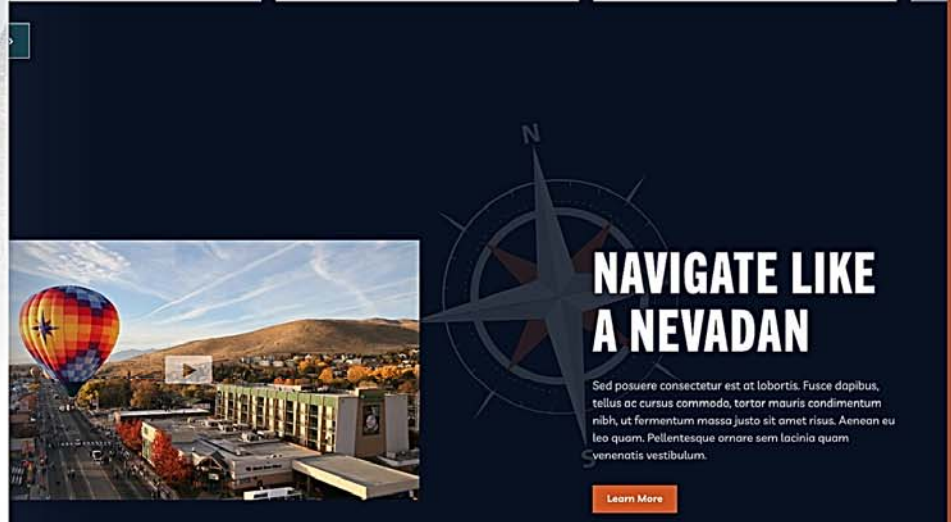 N
NAVIGATE LIKE
A NEVADAN
Sed posuere consectetur est at lobortis. Fusce dapibus,
tellus ac cursus commodo, tortor mauris condimentum
nibh, ut fermentum massa justo sit amet risus. Aenean eu
leo quam. Pellentesque ornare sem lacinia quam
venenatis vestibulum.
S
Learn More